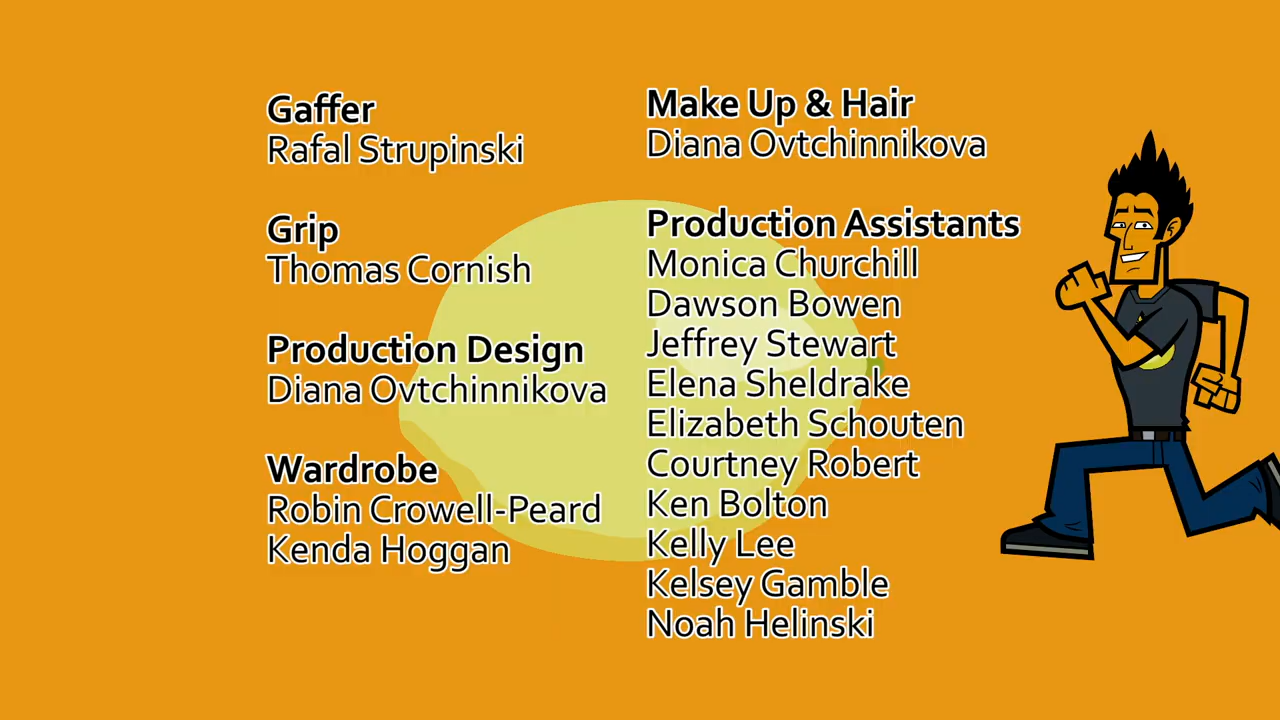 Gaffer
Rafal Strupinski
Grip
Thomas Cornish
Production Design
Diana Ovtchinnikova
Wardrobe
Robin Crowell-Peard
Kenda Hoggan
Make Up & Hair
Diana Ovtchinnikova
Production Assistants
Monica Churchill
Dawson Bowen
Jeffrey Stewart
Elena Sheldrake
Elizabeth Schouten
Courtney Robert
Ken Bolton
Kelly Lee
Kelsey Gamble
Noah Helinski